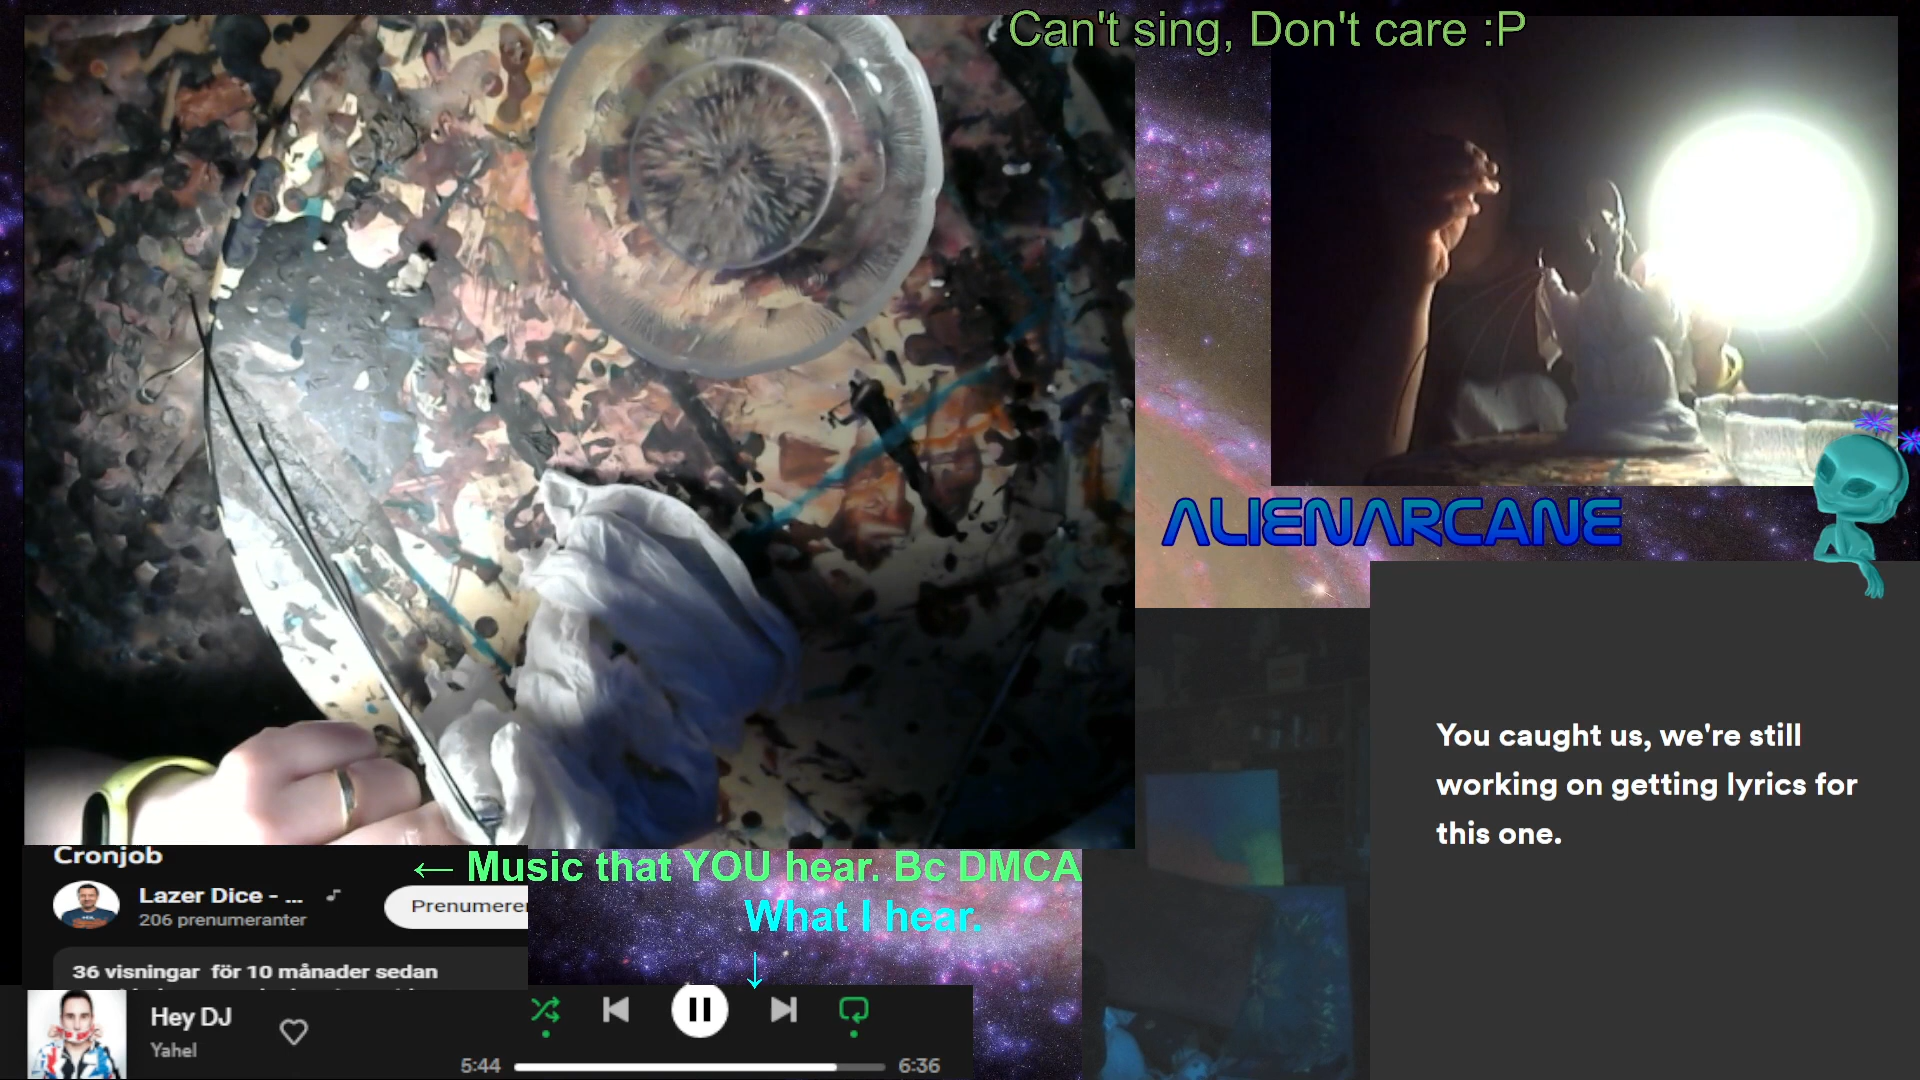 Can't sing, Don't care :P
ALIENARCANE
You caught us, we're still
working on getting lyrics for
this one.
Cronjob
← Music that YOU hear. Bc DMCA
Lazer Dice - ...
206 prenumeranter
Prenumerer
What I hear.
↓
36 visningar för 10 månader sedan
Hey DJ
Yahel
5:44
6:36